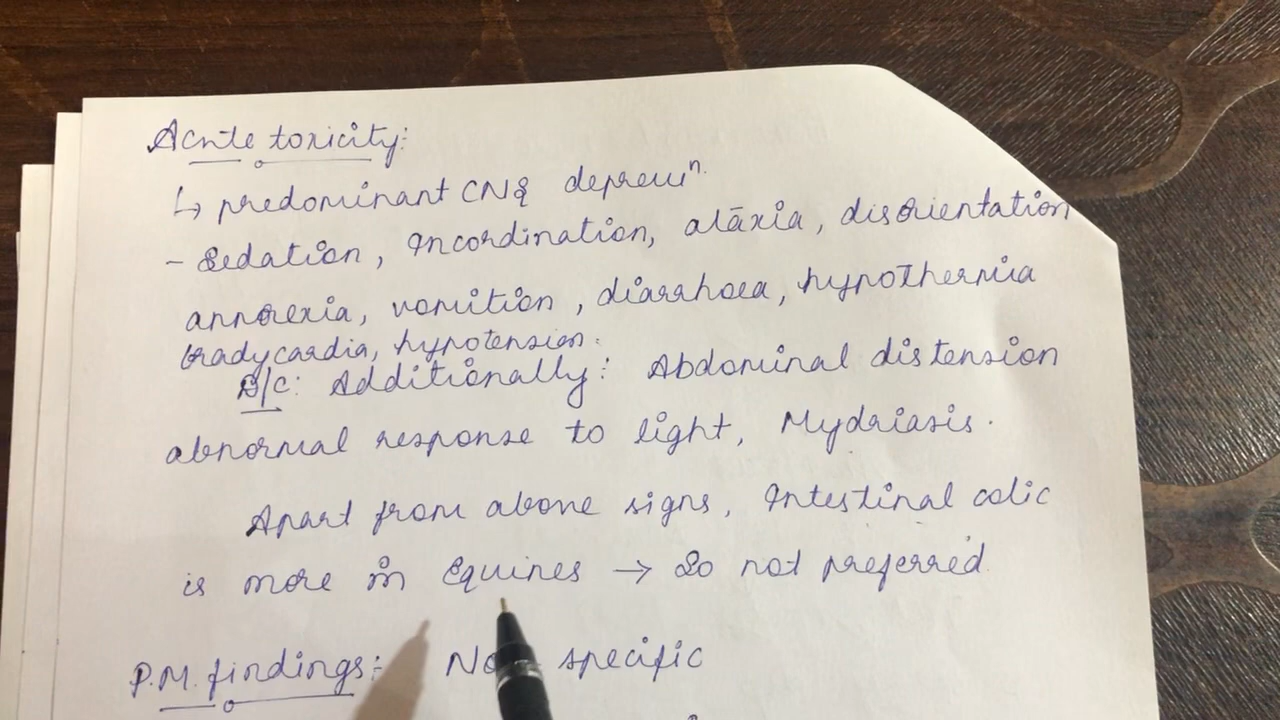 Acute toxicity:
↳ predominant CNS depressⁿ.
- Sedation, Incordination, ataxia, disorientation
annorexia, vomition, diarrhoea, hypothermia
bradycardia, hypotension.
B/C: Additionally: Abdominal distension
abnormal response to light, Mydriasis.
Apart from above signs, Intestinal colic
is more in Equines → So not preferred
P.M. findings:- specific